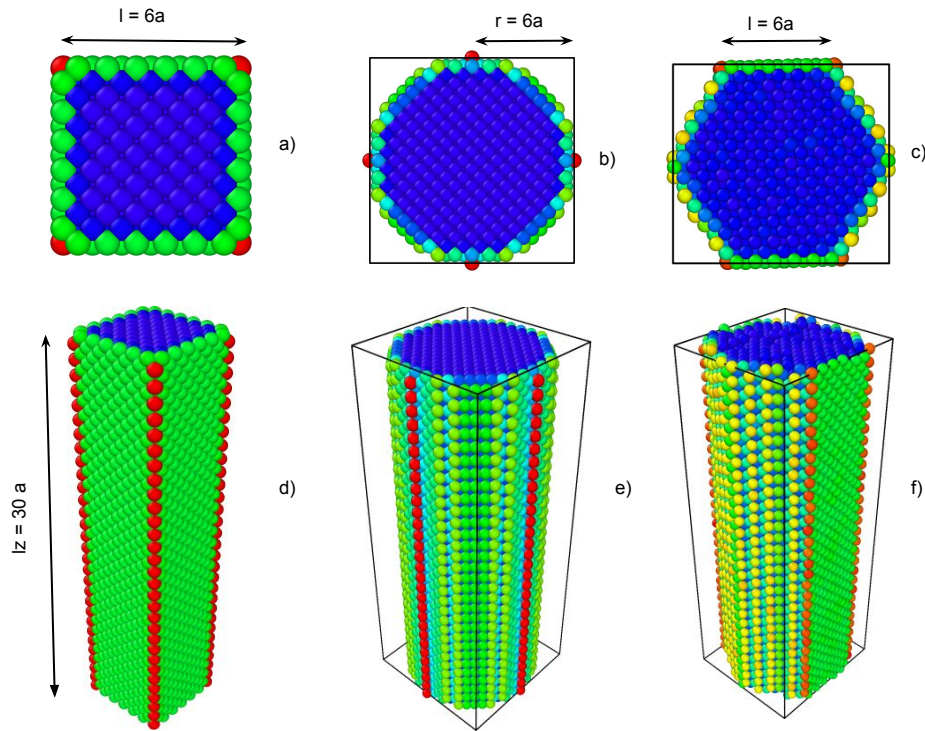 l = 6a
r = 6a
l = 6a
a)
b)
c)
lz = 30 a
d)
e)
f)